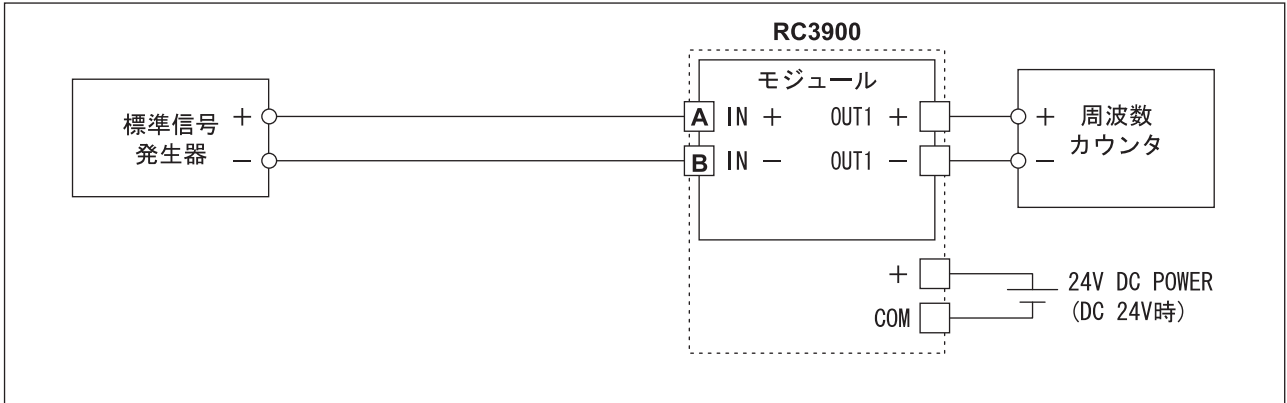 RC3900
モジュール
標準信号
発生器
+
−
A IN + OUT1 +
B IN − OUT1 −
+
−
周波数
カウンタ
+
COM
24V DC POWER
(DC 24V時)